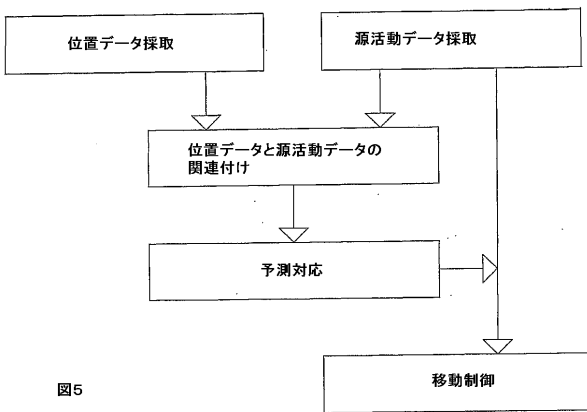 位置データ採取
源活動データ採取
位置データと源活動データの
関連付け
予測対応
移動制御
図5